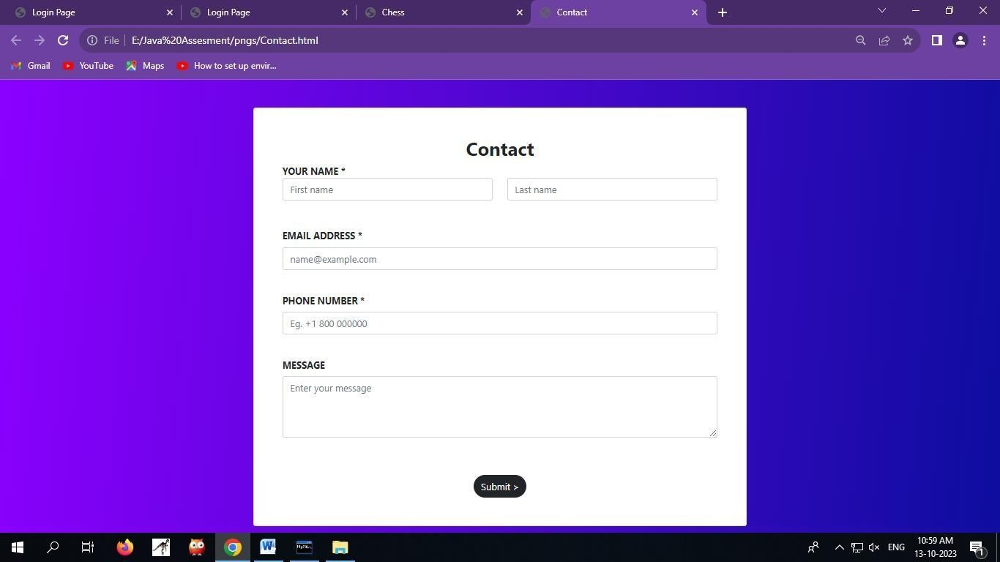 Login Page
Login Page
Chess
Contact
File
E:/Java%20Assesment/pngs/Contact.html
Gmail
YouTube
Maps
How to set up envir...
Contact
YOUR NAME *
First name
Last name
EMAIL ADDRESS *
name@example.com
PHONE NUMBER *
Eg. +1 800 000000
MESSAGE
Enter your message
Submit >
ENG
10:59 AM
13-10-2023
1